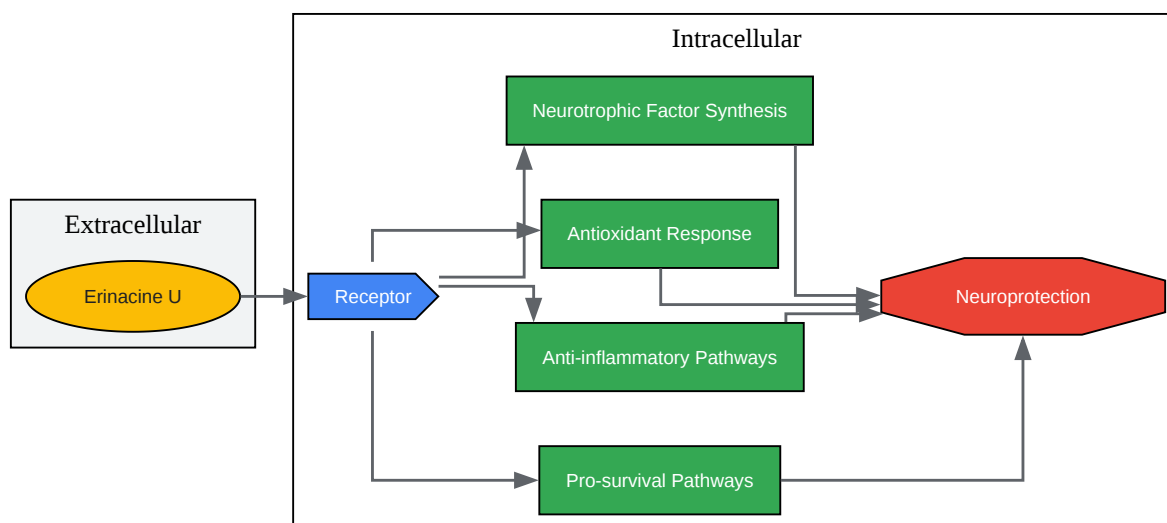 Intracellular
Neurotrophic Factor Synthesis
Extracellular
Antioxidant Response
Erinacine U
Receptor
Neuroprotection
Anti-inflammatory Pathways
Pro-survival Pathways